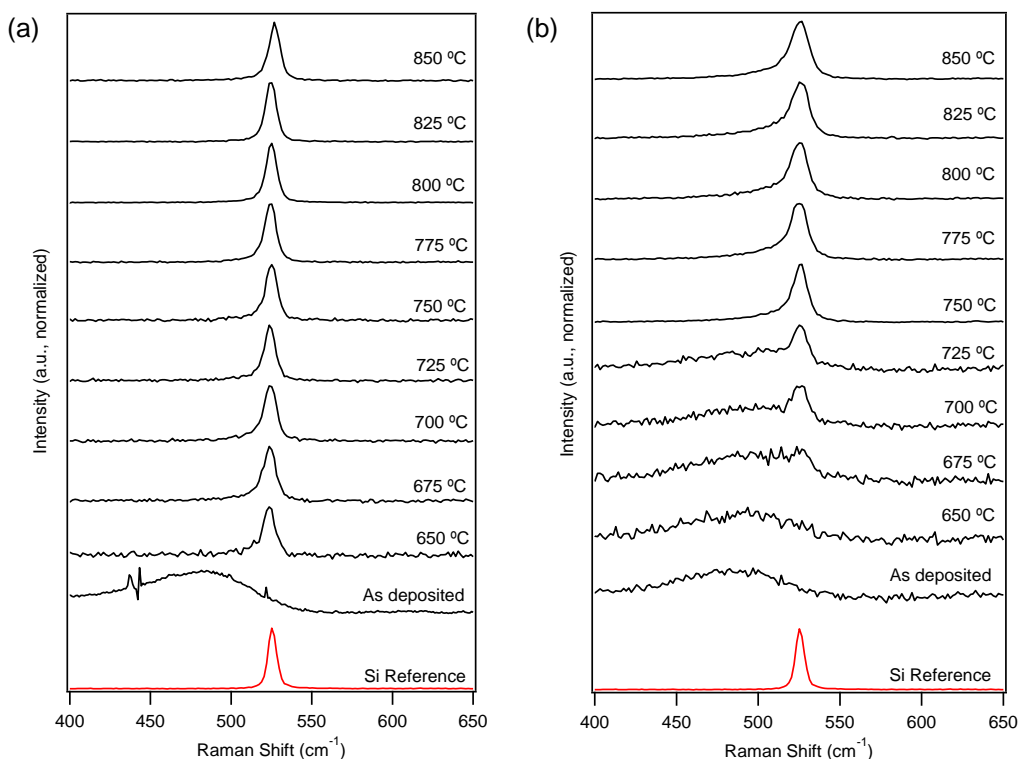 (a)
850 ºC
825 ºC
800 ºC
775 ºC
750 ºC
725 ºC
700 ºC
675 ºC
650 ºC
As deposited
Si Reference
Intensity (a.u., normalized)
400 450 500 550 600 650
Raman Shift (cm-1)
(b)
850 ºC
825 ºC
800 ºC
775 ºC
750 ºC
725 ºC
700 ºC
675 ºC
650 ºC
As deposited
Si Reference
Intensity (a.u., normalized)
400 450 500 550 600 650
Raman Shift (cm-1)